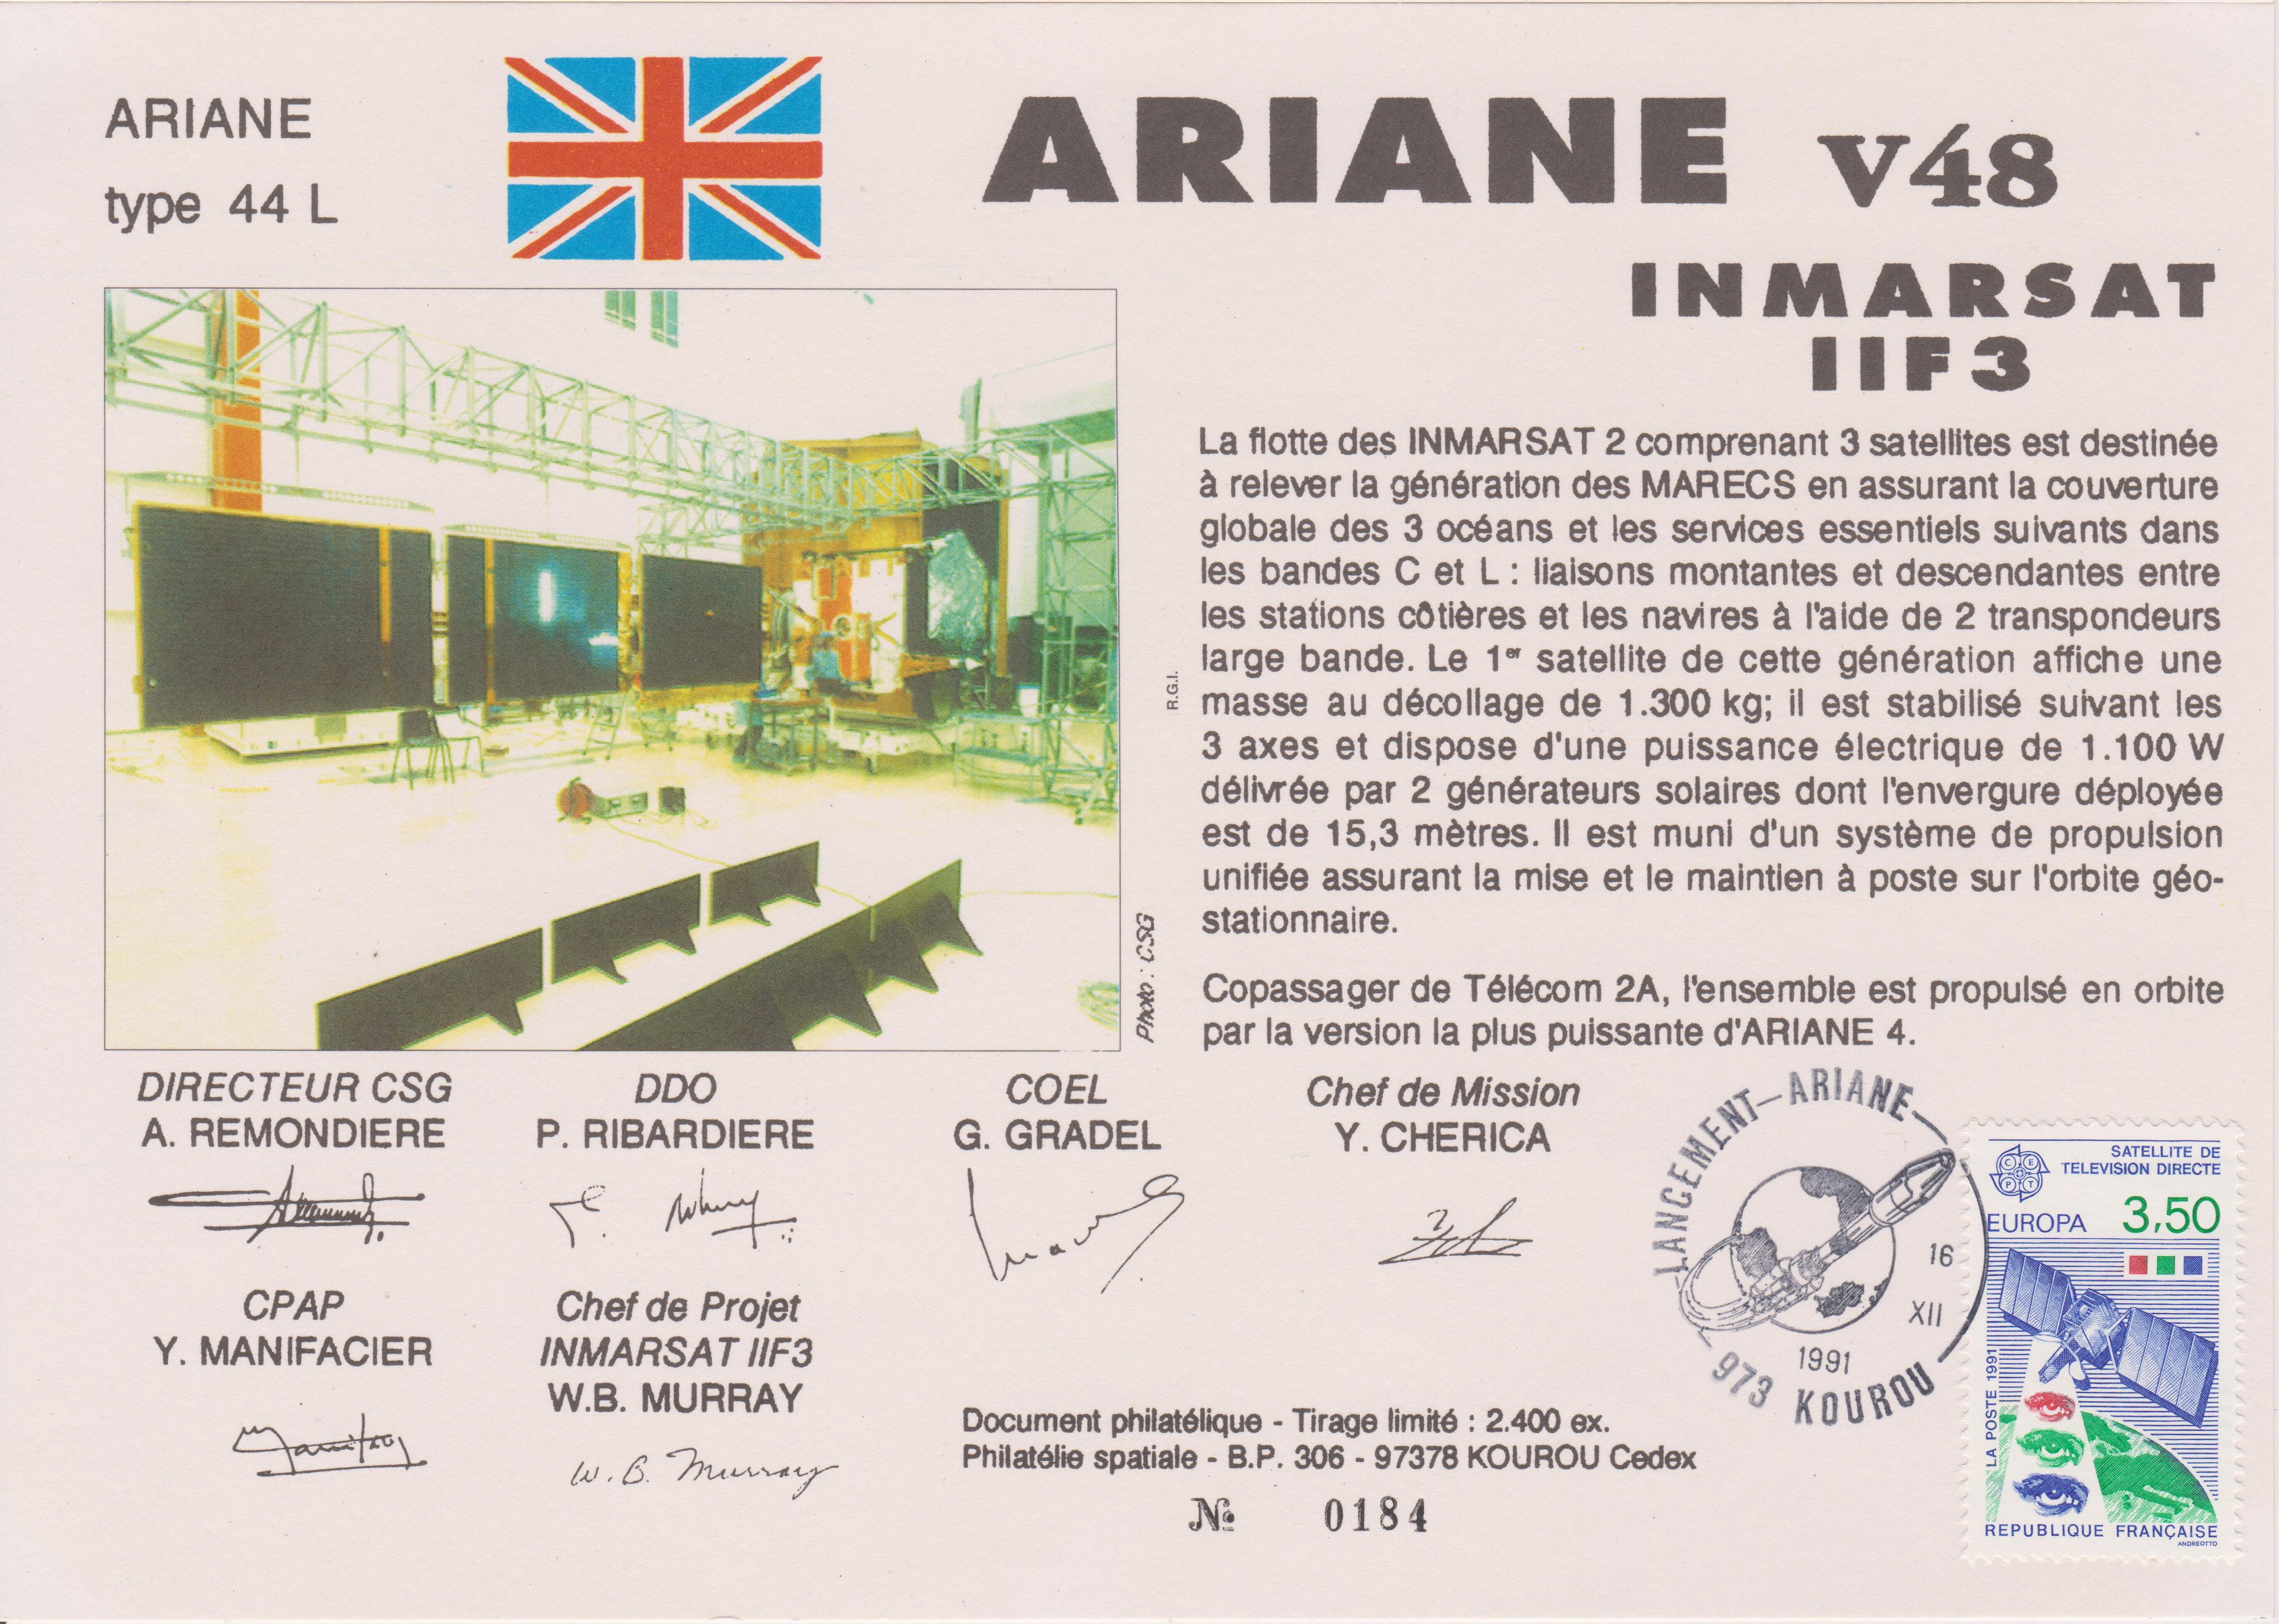 ARIANE
type 44 L
ARIANE V48
INMARSAT
IIF3
La flotte des INMARSAT 2 comprenant 3 satellites est destinée
à relever la génération des MARECS en assurant la couverture
globale des 3 océans et les services essentiels suivants dans
les bandes C et L : liaisons montantes et descendantes entre
les stations côtières et les navires à l'aide de 2 transpondeurs
large bande. Le 1er satellite de cette génération affiche une
masse au décollage de 1.300 kg; il est stabilisé suivant les
3 axes et dispose d'une puissance électrique de 1.100 W
délivrée par 2 générateurs solaires dont l'envergure déployée
est de 15,3 mètres. Il est muni d'un système de propulsion
unifiée assurant la mise et le maintien à poste sur l'orbite géo-
stationnaire.
Copassager de Télécom 2A, l'ensemble est propulsé en orbite
par la version la plus puissante d'ARIANE 4.
R.G.I.
Photo : CSG
DIRECTEUR CSG
A. REMONDIERE
DDO
P. RIBARDIERE
COEL
G. GRADEL
Chef de Mission
Y. CHERICA
CPAP
Y. MANIFACIER
Chef de Projet
INMARSAT IIF3
W.B. MURRAY
W. B. Murray
Document philatélique - Tirage limité : 2.400 ex.
Philatélie spatiale - B.P. 306 - 97378 KOUROU Cedex
№ 0184
LANCEMENT-ARIANE-
16
XII
1991
973 KOUROU
CEPT
SATELLITE DE
TELEVISION DIRECTE
EUROPA 3,50
LA POSTE 1991
REPUBLIQUE FRANÇAISE
ANDREOTTO